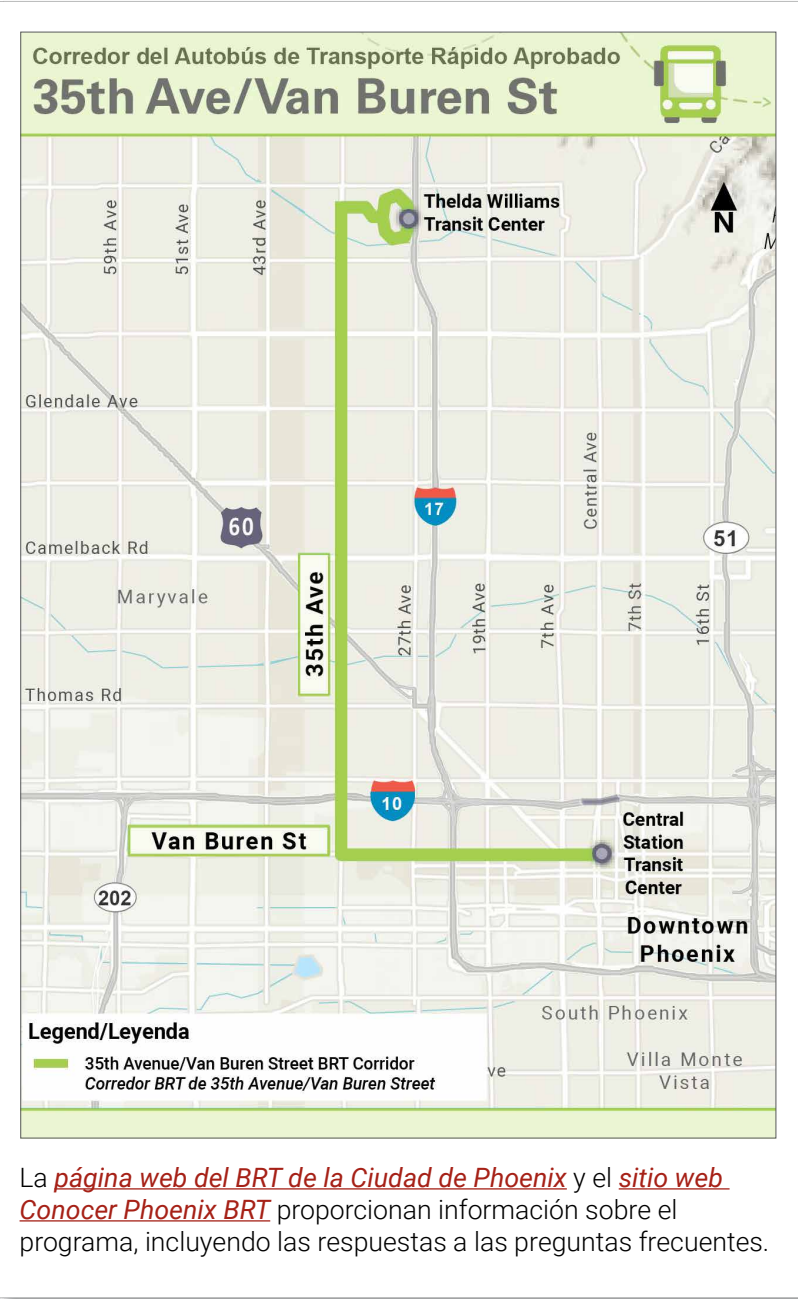 Corredor del Autobús de Transporte Rápido Aprobado
35th Ave/Van Buren St
Ca
Thelda Williams
Transit Center
N
M
59th Ave
51st Ave
43rd Ave
Glendale Ave
Central Ave
17
60
51
Camelback Rd
Maryvale
35th Ave
27th Ave
19th Ave
7th Ave
7th St
16th St
Thomas Rd
10
Van Buren St
Central
Station
Transit
Center
202
Downtown
Phoenix
South Phoenix
Legend/Leyenda
35th Avenue/Van Buren Street BRT Corridor
Corredor BRT de 35th Avenue/Van Buren Street
ve
Villa Monte
Vista
La página web del BRT de la Ciudad de Phoenix y el sitio web
Conocer Phoenix BRT proporcionan información sobre el
programa, incluyendo las respuestas a las preguntas frecuentes.